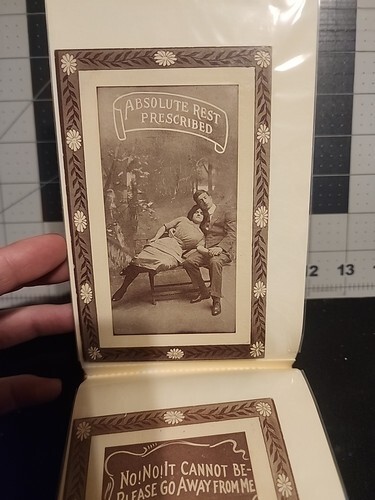 ABSOLUTE REST
PRESCRIBED
12 13
NO! NO! IT CANNOT BE-
PLEASE GO AWAY FROM ME